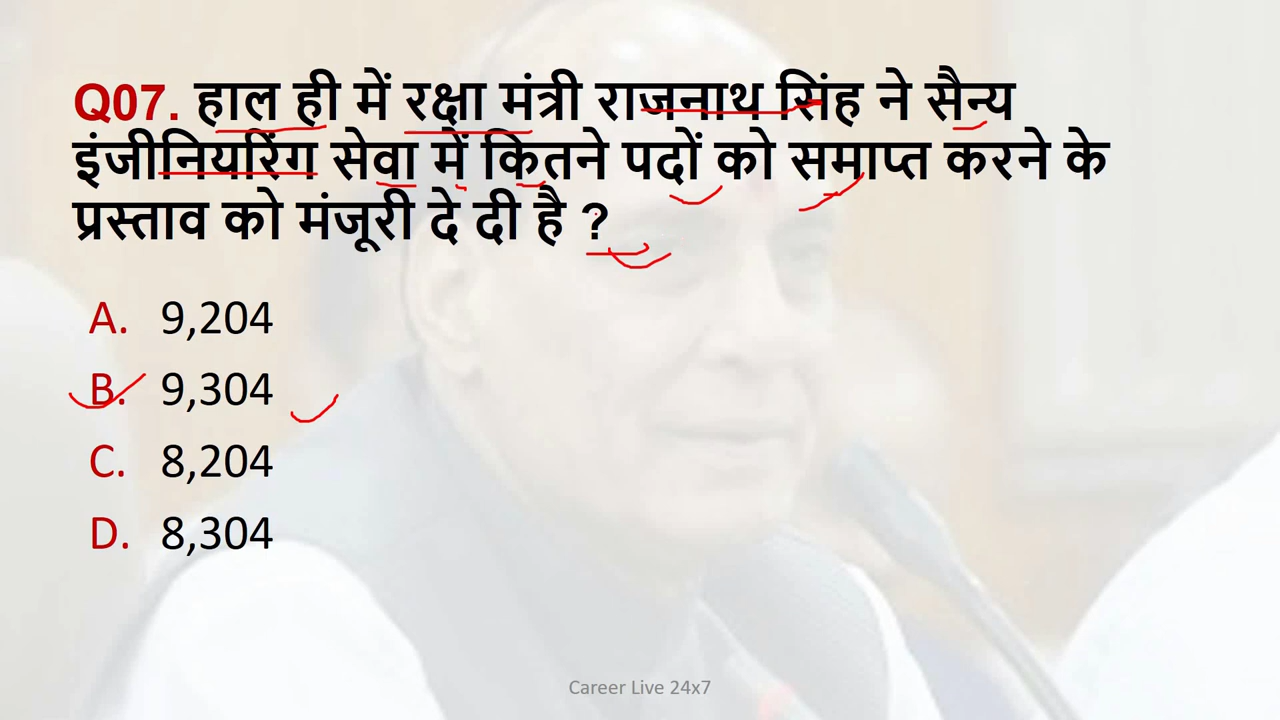 Q07. हाल ही में रक्षा मंत्री राजनाथ सिंह ने सैन्य
इंजीनियरिंग सेवा में कितने पदों को समाप्त करने के
प्रस्ताव को मंजूरी दे दी है ?
A. 9,204
B. 9,304
C. 8,204
D. 8,304
Career Live 24x7